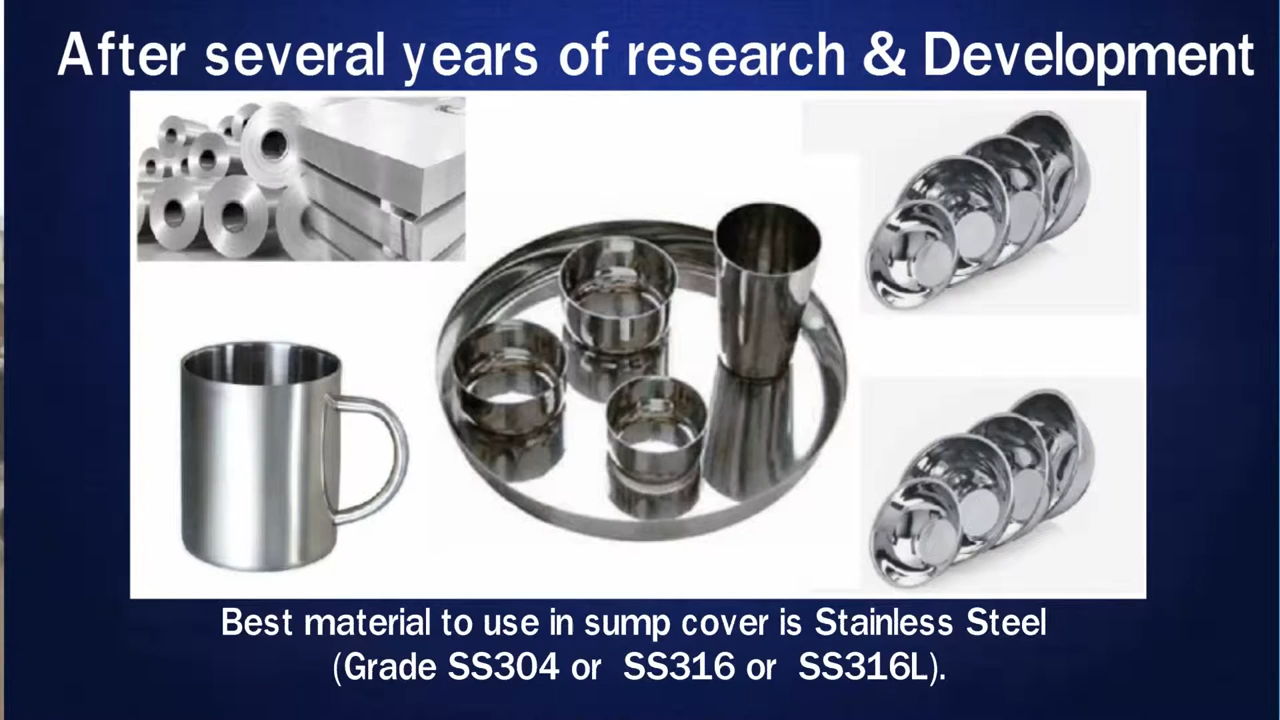 After several years of research & Development
Best material to use in sump cover is Stainless Steel
(Grade SS304 or SS316 or SS316L).